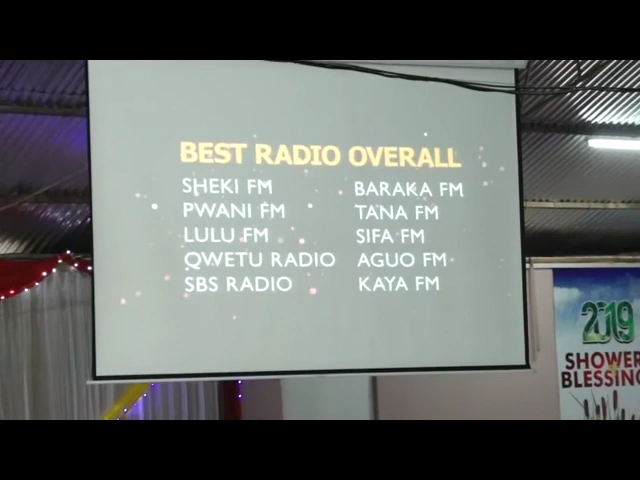 BEST RADIO OVERALL
SHEKI FM
PWANI FM
LULU FM
QWETU RADIO
SBS RADIO
BARAKA FM
TANA FM
SIFA FM
AGUO FM
KAYA FM
2019
SHOWER
BLESSING